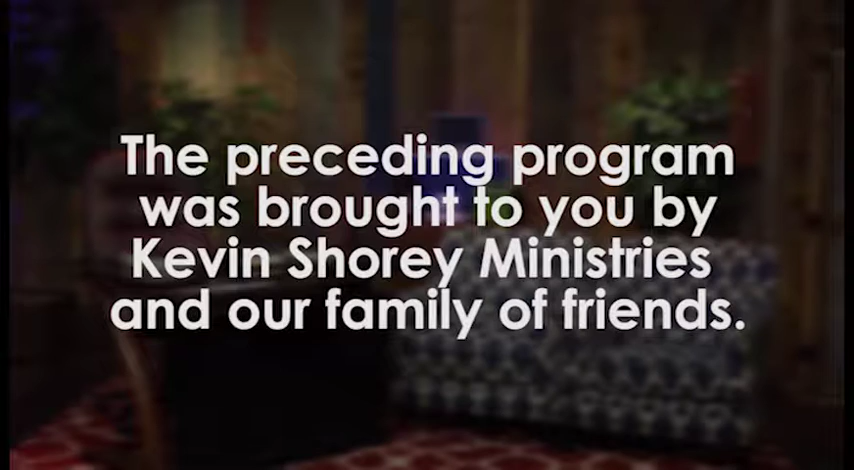 The preceding program
was brought to you by
Kevin Shorey Ministries
and our family of friends.